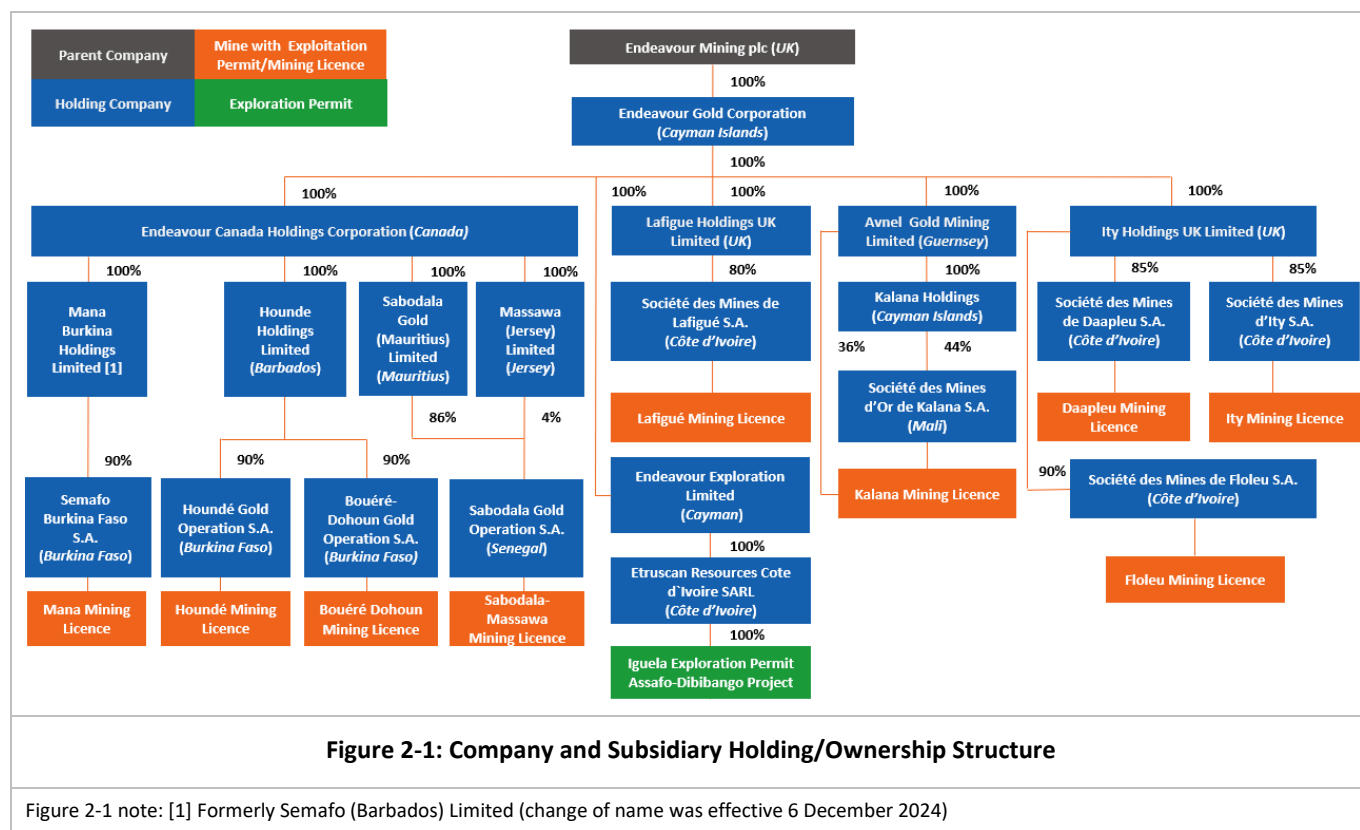 Parent Company
Mine with Exploitation
Permit/Mining Licence
Holding Company
Exploration Permit
Endeavour Mining plc (UK)
100%
Endeavour Gold Corporation
(Cayman Islands)
100%
100%
100%
100%
100%
100%
Endeavour Canada Holdings Corporation (Canada)
Lafigue Holdings UK
Limited (UK)
Avnel Gold Mining
Limited (Guernsey)
Ity Holdings UK Limited (UK)
100%
100%
100%
100%
80%
100%
85%
85%
Mana
Burkina
Holdings
Limited [1]
Hounde
Holdings
Limited
(Barbados)
Sabodala
Gold
(Mauritius)
Limited
(Mauritius)
Massawa
(Jersey)
Limited
(Jersey)
Société des Mines de
Lafigué S.A.
(Côte d'Ivoire)
Kalana Holdings
(Cayman Islands)
Société des Mines
de Daapleu S.A.
(Côte d'Ivoire)
Société des Mines
d'Ity S.A.
(Côte d'Ivoire)
36%
44%
86%
4%
Lafigué Mining Licence
Société des Mines
d'Or de Kalana S.A.
(Mali)
Daapleu Mining
Licence
Ity Mining Licence
90%
90%
90%
90%
Semafo
Burkina Faso
S.A.
(Burkina Faso)
Houndé Gold
Operation S.A.
(Burkina Faso)
Bouéré-
Dohoun Gold
Operation S.A.
(Burkina Faso)
Sabodala Gold
Operation S.A.
(Senegal)
Endeavour Exploration
Limited
(Cayman)
Kalana Mining Licence
Société des Mines de Floleu S.A.
(Côte d'Ivoire)
100%
Mana Mining
Licence
Houndé Mining
Licence
Bouéré Dohoun
Mining Licence
Sabodala-
Massawa
Mining Licence
Etruscan Resources Cote
d`Ivoire SARL
(Côte d'Ivoire)
Floleu Mining Licence
100%
Iguela Exploration Permit
Assafo-Dibibango Project
Figure 2-1: Company and Subsidiary Holding/Ownership Structure
Figure 2-1 note: [1] Formerly Semafo (Barbados) Limited (change of name was effective 6 December 2024)